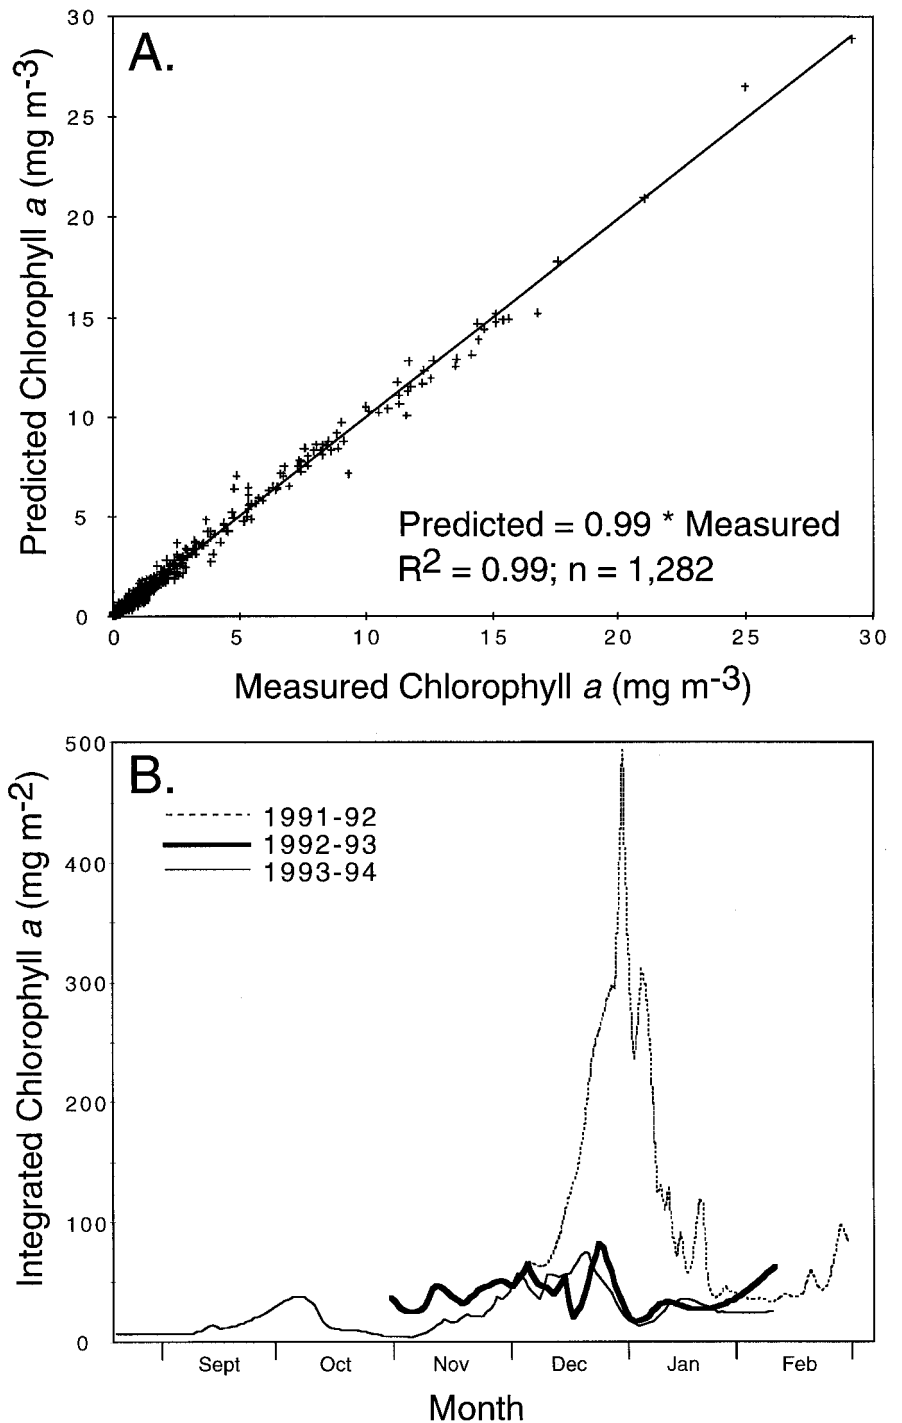 A.
Predicted Chlorophyll a (mg m-3)
30
25
20
15
10
5
0
Predicted = 0.99 * Measured
R2 = 0.99; n = 1,282
0 5 10 15 20 25 30
Measured Chlorophyll a (mg m-3)
B.
Integrated Chlorophyll a (mg m-2)
500
400
300
200
100
0
1991-92
1992-93
1993-94
Sept Oct Nov Dec Jan Feb
Month